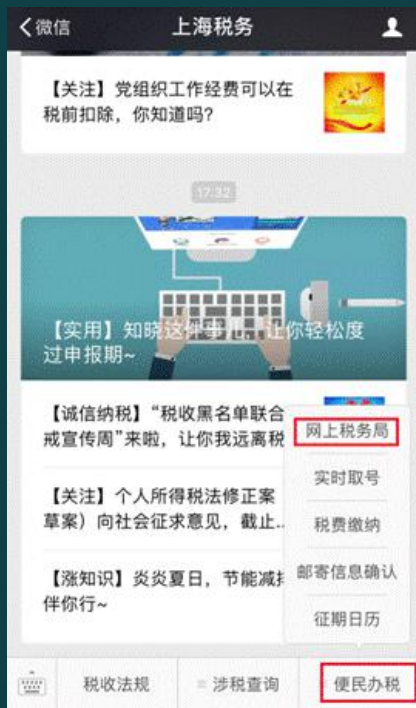 微信
上海税务
【关注】党组织工作经费可以在
税前扣除，你知道吗？
17:32
【实用】知晓这件事儿，让你轻松度
过申报期~
【诚信纳税】“税收黑名单联合
戒宣传周”来啦，让你我远离税
【关注】个人所得税法修正案（
草案）向社会征求意见，截止..
【涨知识】炎炎夏日，节能减排
伴你行~
网上税务局
实时取号
税费缴纳
邮寄信息确认
征期日历
税收法规
涉税查询
便民办税